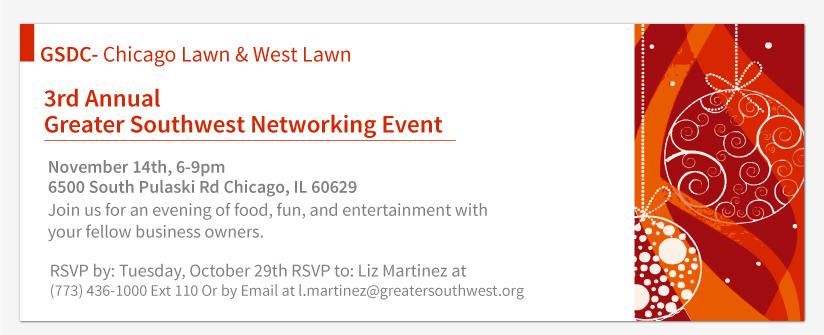 GSDC- Chicago Lawn & West Lawn
3rd Annual
Greater Southwest Networking Event
November 14th, 6-9pm
6500 South Pulaski Rd Chicago, IL 60629
Join us for an evening of food, fun, and entertainment with
your fellow business owners.
RSVP by: Tuesday, October 29th RSVP to: Liz Martinez at
(773) 436-1000 Ext 110 Or by Email at l.martinez@greatersouthwest.org